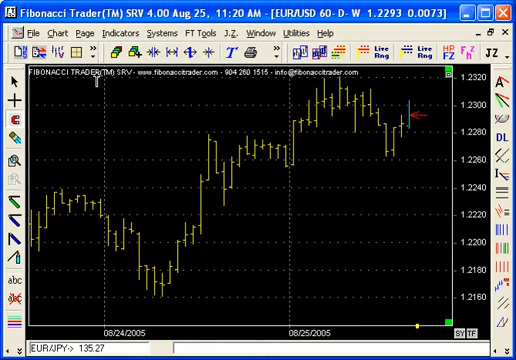 Fibonacci Trader(TM) SRV 4.00 Aug 25, 11:20 AM - [EUR/USD 60- D- W 1.2293 0.0073]
File Chart Page Indicators Systems FT Tools Window Utilities Help
Live Rng Live Rng HP FZ JZ
FIBONACCI TRADER(TM) SRV - www.fibonaccitrader.com - 904 260 1515 - info@fibonaccitrader.com
1.2320
1.2300
1.2280
1.2260
1.2240
1.2220
1.2200
1.2180
1.2160
A
DL
abc
abc
08/24/2005 08/25/2005 SY TF
EUR/JPY-> 135.27